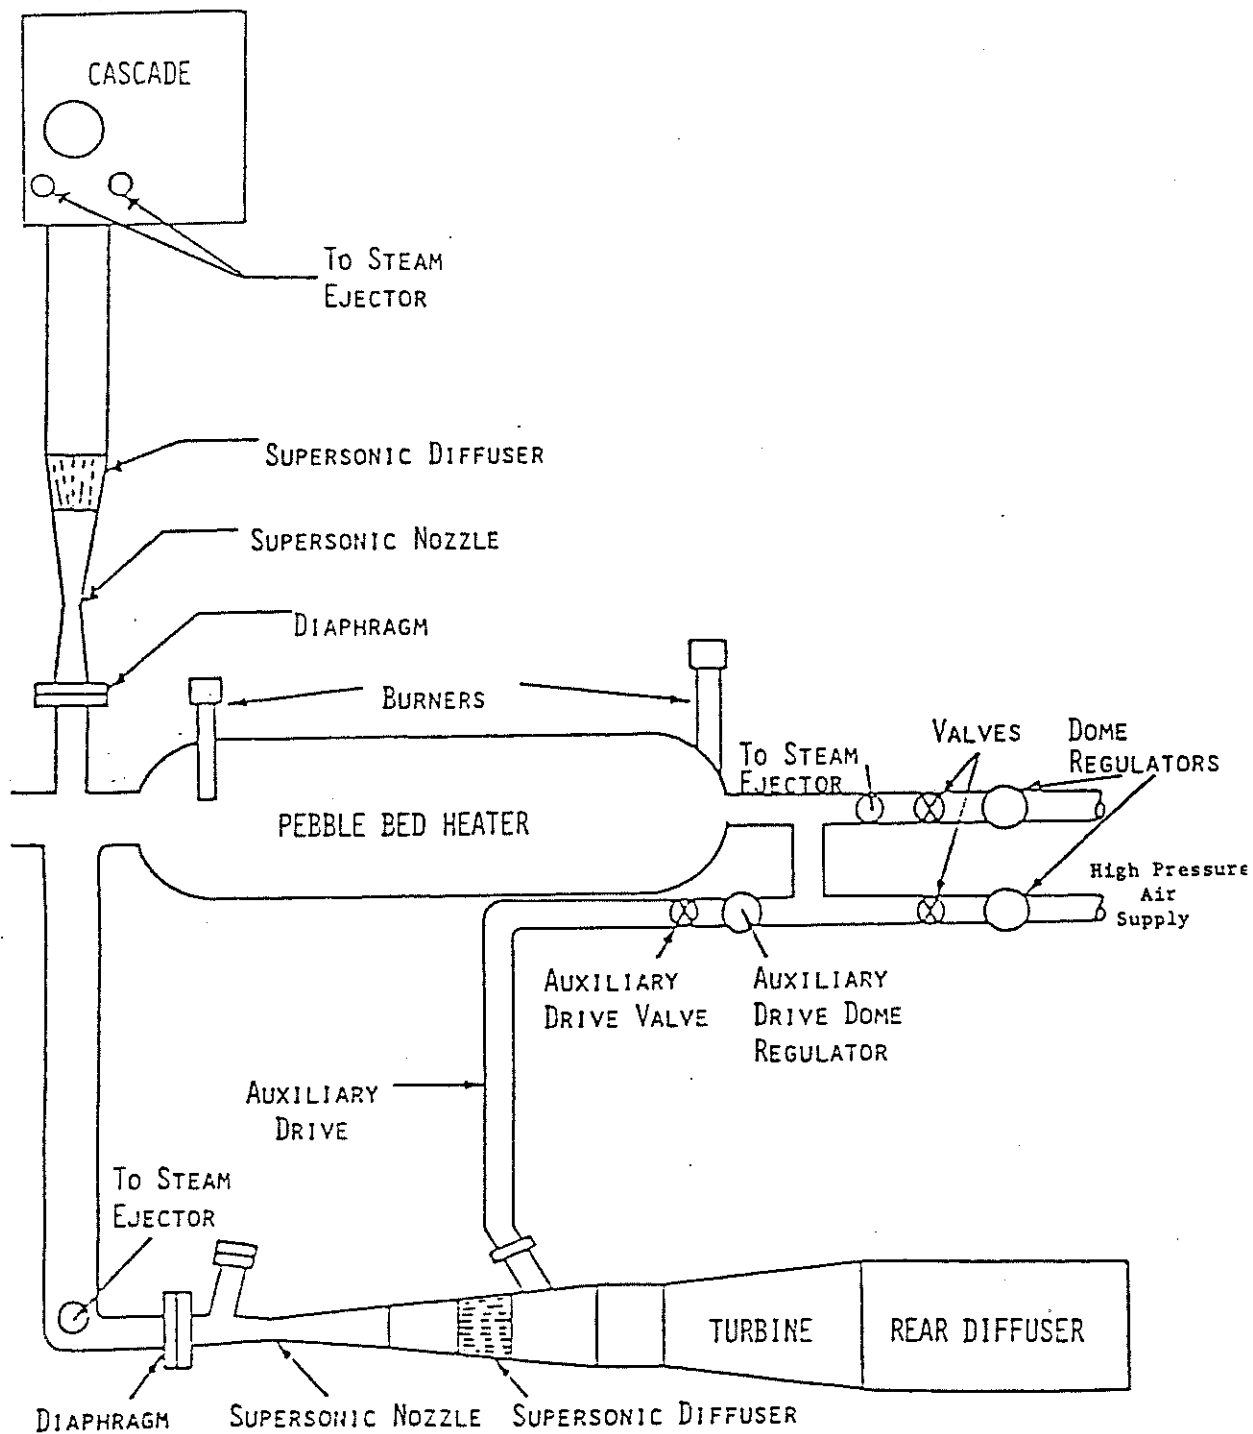 CASCADE
TO STEAM
EJECTOR
SUPERSONIC DIFFUSER
SUPERSONIC NOZZLE
DIAPHRAGM
BURNERS
TO STEAM
EJECTOR
VALVES
DOME
REGULATORS
PEBBLE BED HEATER
High Pressure
Air
Supply
AUXILIARY
DRIVE VALVE
AUXILIARY
DRIVE DOME
REGULATOR
AUXILIARY
DRIVE
TO STEAM
EJECTOR
TURBINE
REAR DIFFUSER
DIAPHRAGM
SUPERSONIC NOZZLE
SUPERSONIC DIFFUSER